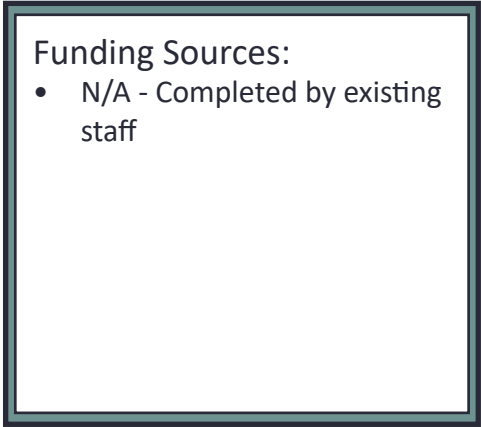 Funding Sources:
• N/A - Completed by existing
staff